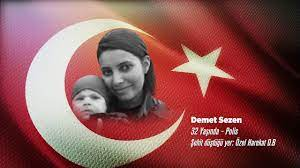 Demet Sezen
32 Yaşında - Polis
Şehit düştüğü yer: Özel Harekat D.B